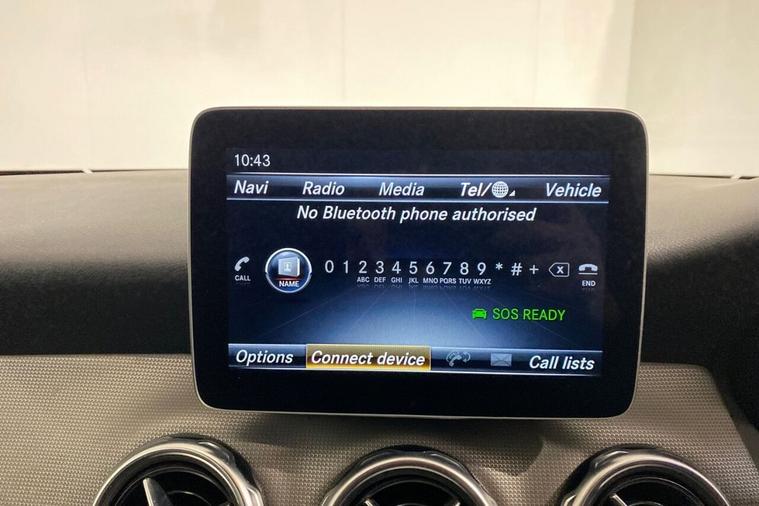 10:43
Navi Radio Media Tel/ Vehicle
No Bluetooth phone authorised
CALL NAME 0 1 2 3 4 5 6 7 8 9 * # + END
ABC DEF GHI JKL MNO PQRS TUV WXYZ
SOS READY
Options Connect device Call lists